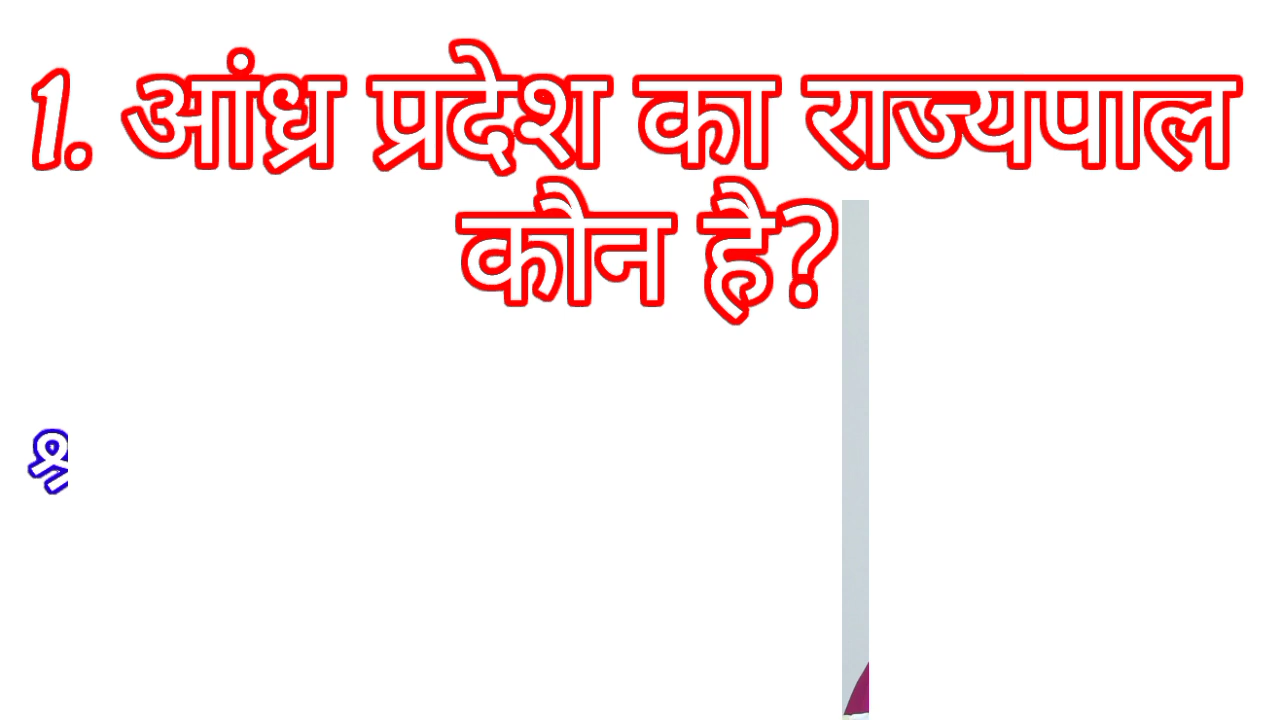 1. आंध्र प्रदेश का राज्यपाल
कौन है?